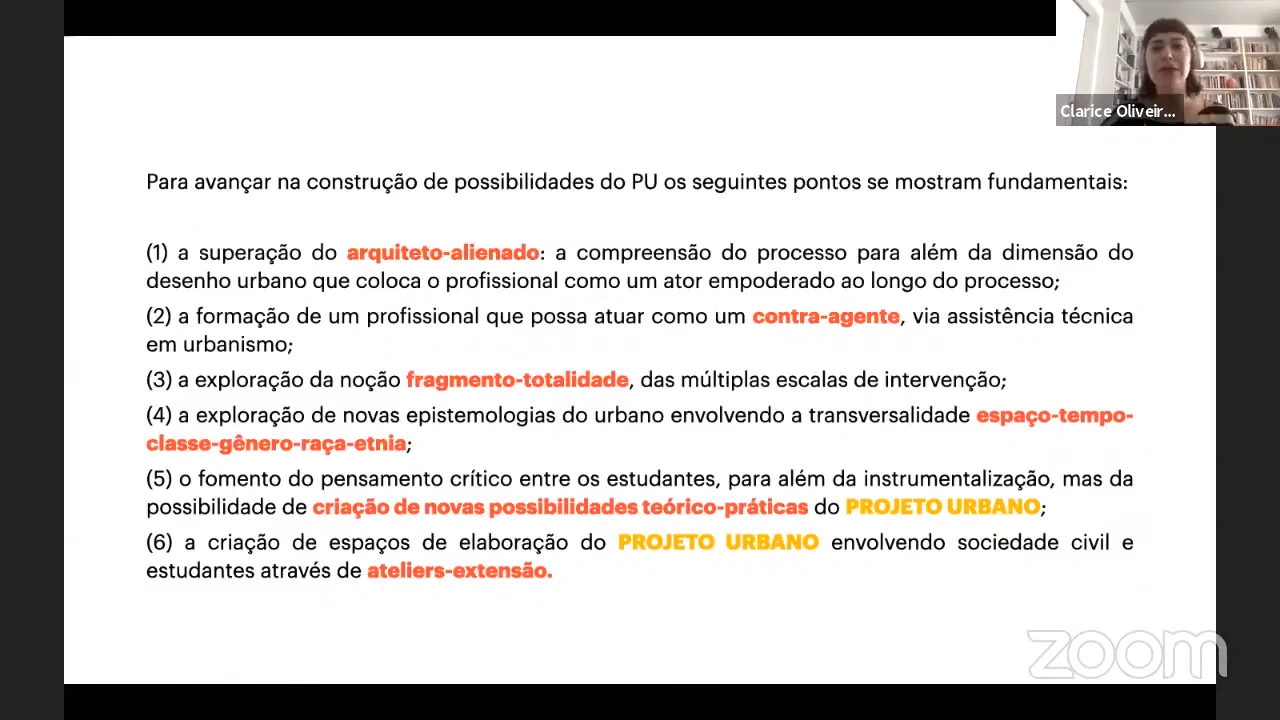 Clarice Oliveir...
Para avançar na construção de possibilidades do PU os seguintes pontos se mostram fundamentais:
(1) a superação do arquiteto-alienado: a compreensão do processo para além da dimensão do
desenho urbano que coloca o profissional como um ator empoderado ao longo do processo;
(2) a formação de um profissional que possa atuar como um contra-agente, via assistência técnica
em urbanismo;
(3) a exploração da noção fragmento-totalidade, das múltiplas escalas de intervenção;
(4) a exploração de novas epistemologias do urbano envolvendo a transversalidade espaço-tempo-
classe-gênero-raça-etnia;
(5) o fomento do pensamento crítico entre os estudantes, para além da instrumentalização, mas da
possibilidade de criação de novas possibilidades teórico-práticas do PROJETO URBANO;
(6) a criação de espaços de elaboração do PROJETO URBANO envolvendo sociedade civil e
estudantes através de ateliers-extensão.
zoom